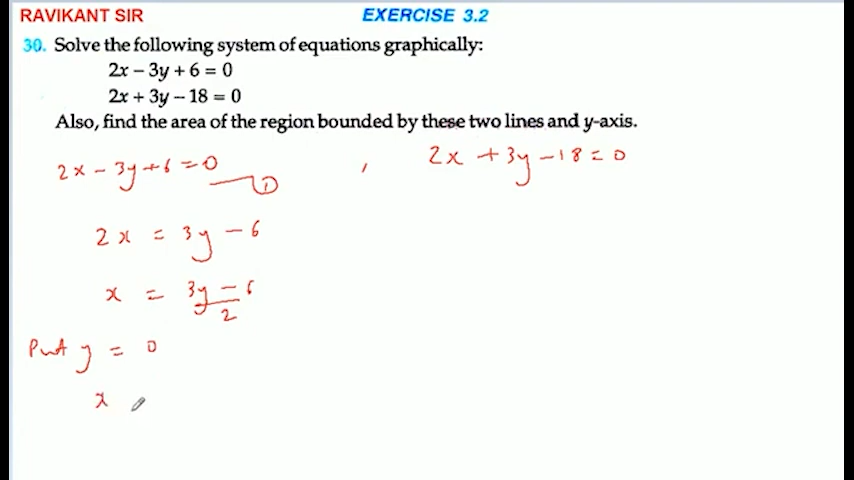 RAVIKANT SIR EXERCISE 3.2
30. Solve the following system of equations graphically:
2x − 3y + 6 = 0
2x + 3y − 18 = 0
Also, find the area of the region bounded by these two lines and y-axis.
2x − 3y + 6 = 0 —①, 2x + 3y − 18 = 0
2x = 3y − 6
x = 3y − 6
2
Put y = 0
x